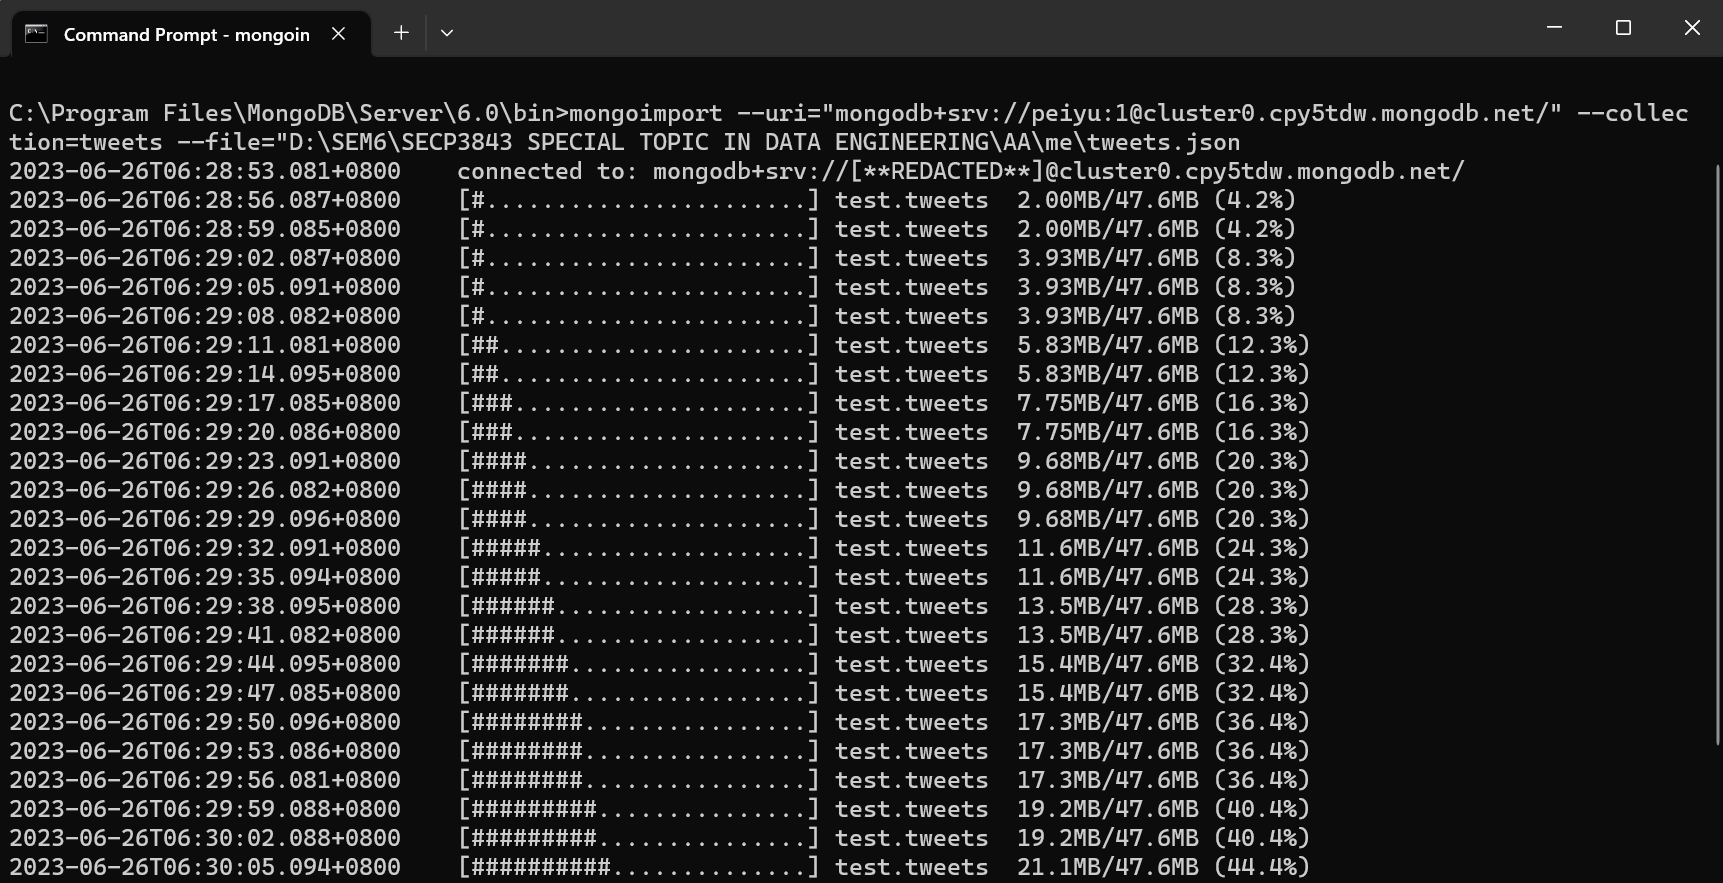 Command Prompt - mongoin
C:\Program Files\MongoDB\Server\6.0\bin>mongoimport --uri="mongodb+srv://peiyu:1@cluster0.cpy5tdw.mongodb.net/" --collec
tion=tweets --file="D:\SEM6\SECP3843 SPECIAL TOPIC IN DATA ENGINEERING\AA\me\tweets.json
2023-06-26T06:28:53.081+0800    connected to: mongodb+srv://[**REDACTED**]@cluster0.cpy5tdw.mongodb.net/
2023-06-26T06:28:56.087+0800    [#.......................] test.tweets  2.00MB/47.6MB (4.2%)
2023-06-26T06:28:59.085+0800    [#.......................] test.tweets  2.00MB/47.6MB (4.2%)
2023-06-26T06:29:02.087+0800    [#.......................] test.tweets  3.93MB/47.6MB (8.3%)
2023-06-26T06:29:05.091+0800    [#.......................] test.tweets  3.93MB/47.6MB (8.3%)
2023-06-26T06:29:08.082+0800    [#.......................] test.tweets  3.93MB/47.6MB (8.3%)
2023-06-26T06:29:11.081+0800    [##......................] test.tweets  5.83MB/47.6MB (12.3%)
2023-06-26T06:29:14.095+0800    [##......................] test.tweets  5.83MB/47.6MB (12.3%)
2023-06-26T06:29:17.085+0800    [###.....................] test.tweets  7.75MB/47.6MB (16.3%)
2023-06-26T06:29:20.086+0800    [###.....................] test.tweets  7.75MB/47.6MB (16.3%)
2023-06-26T06:29:23.091+0800    [####....................] test.tweets  9.68MB/47.6MB (20.3%)
2023-06-26T06:29:26.082+0800    [####....................] test.tweets  9.68MB/47.6MB (20.3%)
2023-06-26T06:29:29.096+0800    [####....................] test.tweets  9.68MB/47.6MB (20.3%)
2023-06-26T06:29:32.091+0800    [#####...................] test.tweets  11.6MB/47.6MB (24.3%)
2023-06-26T06:29:35.094+0800    [#####...................] test.tweets  11.6MB/47.6MB (24.3%)
2023-06-26T06:29:38.095+0800    [######..................] test.tweets  13.5MB/47.6MB (28.3%)
2023-06-26T06:29:41.082+0800    [######..................] test.tweets  13.5MB/47.6MB (28.3%)
2023-06-26T06:29:44.095+0800    [#######.................] test.tweets  15.4MB/47.6MB (32.4%)
2023-06-26T06:29:47.085+0800    [#######.................] test.tweets  15.4MB/47.6MB (32.4%)
2023-06-26T06:29:50.096+0800    [########................] test.tweets  17.3MB/47.6MB (36.4%)
2023-06-26T06:29:53.086+0800    [########................] test.tweets  17.3MB/47.6MB (36.4%)
2023-06-26T06:29:56.081+0800    [########................] test.tweets  17.3MB/47.6MB (36.4%)
2023-06-26T06:29:59.088+0800    [#########...............] test.tweets  19.2MB/47.6MB (40.4%)
2023-06-26T06:30:02.088+0800    [#########...............] test.tweets  19.2MB/47.6MB (40.4%)
2023-06-26T06:30:05.094+0800    [##########..............] test.tweets  21.1MB/47.6MB (44.4%)